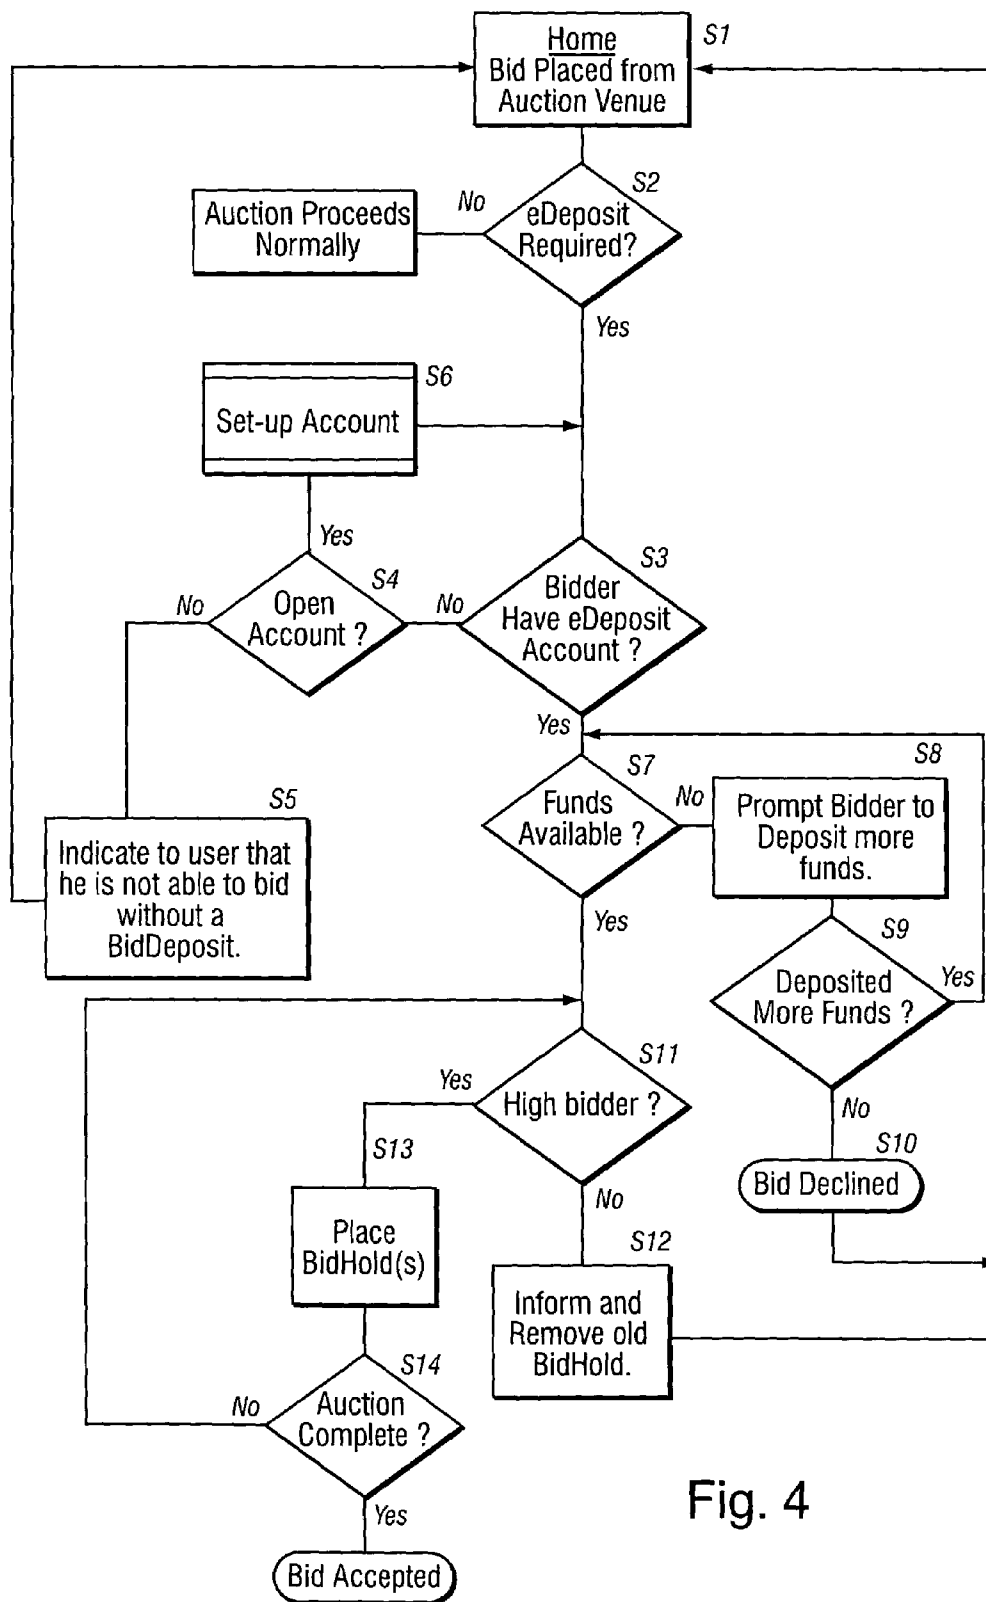 Home
Bid Placed from
Auction Venue
S1
S2
eDeposit
Required?
No
Auction Proceeds
Normally
Yes
S6
Set-up Account
Yes
S4
Open
Account ?
No
No
S3
Bidder
Have eDeposit
Account ?
Yes
S5
Indicate to user that
he is not able to bid
without a
BidDeposit.
S7
Funds
Available ?
No
S8
Prompt Bidder to
Deposit more
funds.
Yes
S9
Deposited
More Funds ?
Yes
No
S10
Bid Declined
S11
High bidder ?
Yes
No
S13
Place
BidHold(s)
S12
Inform and
Remove old
BidHold.
S14
Auction
Complete ?
No
Yes
Bid Accepted
Fig. 4